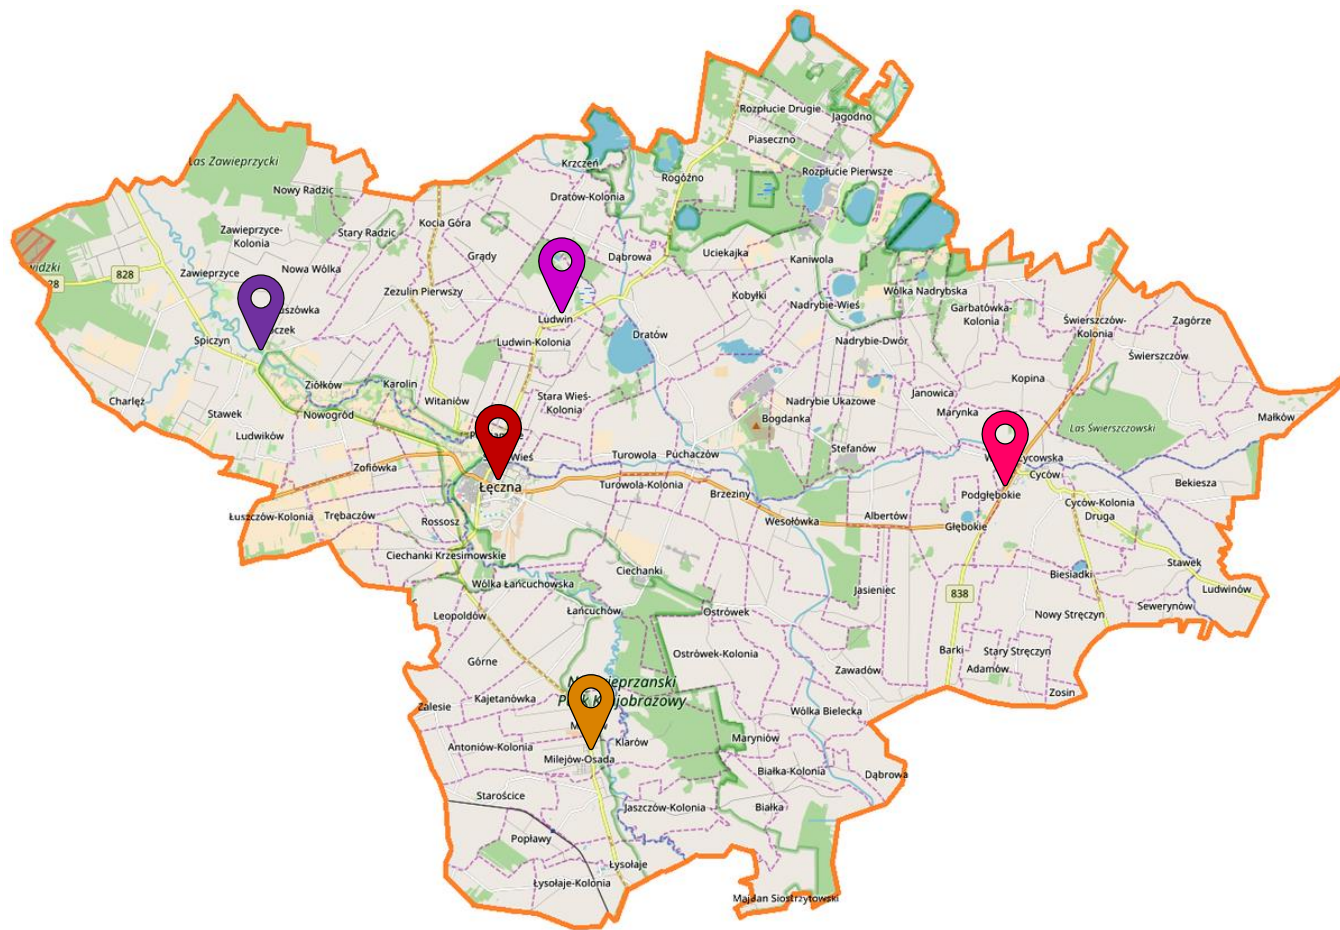 Rozpłucie Drugie
Jagodno
Piaseczno
Las Zawieprzycki
Krzczeń
Rogóźno
Rozpłucie Pierwsze
Nowy Radzic
Dratów-Kolonia
Kocia Góra
Zawieprzyce-
Kolonia
Stary Radzic
Grądy
Dąbrowa
Uciekajka
Kaniwola
828
Zawieprzyce
Nowa Wólka
Zezulin Pierwszy
Kobyłki
Nadrybie-Wieś
Wólka Nadrybska
Garbatówka-
Kolonia
Świerszczów-
Kolonia
Zagórze
Ludwin
Spiczyn
Ludwin-Kolonia
Dratów
Nadrybie-Dwór
Świerszczów
Ziółków
Karolin
Kopina
Charlęż
Stawek
Nowogród
Witaniów
Stara Wieś-
Kolonia
Nadrybie Ukazowe
Janowica
Marynka
Bogdanka
Małków
Las Świerszczowski
Ludwików
Zofiówka
Turowola
Puchaczów
Stefanów
Cyców
Bekiesza
Łęczna
Turowola-Kolonia
Brzeziny
Podgłębokie
Cyców-Kolonia
Druga
Łuszczów-Kolonia
Trębaczów
Rossosz
Wesołówka
Albertów
Głębokie
Ciechanki Krzesimowskie
Ciechanki
Stawek
Wólka Łańcuchowska
Jasieniec
838
Biesiadki
Ludwinów
Leopoldów
Łańcuchów
Ostrówek
Nowy Stręczyn
Sewerynów
Górne
Ostrówek-Kolonia
Zawadów
Barki
Stary Stręczyn
Adamów
Zosin
Zalesie
Kajetanówka
Wólka Bielecka
Antoniów-Kolonia
Klarów
Maryniów
Milejów-Osada
Białka-Kolonia
Dąbrowa
Starościce
Jaszczów-Kolonia
Białka
Popławy
Łysołaje
Łysołaje-Kolonia
Majdan Siostrzytowski